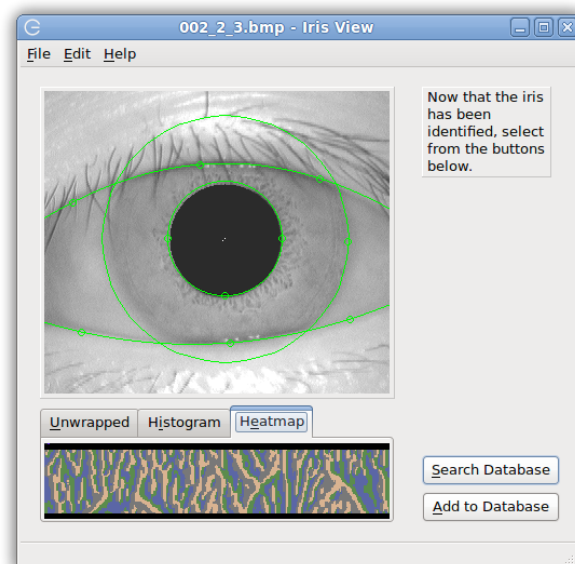 002_2_3.bmp - Iris View
File Edit Help
Now that the iris
has been
identified, select
from the buttons
below.
Unwrapped Histogram Heatmap
Search Database
Add to Database